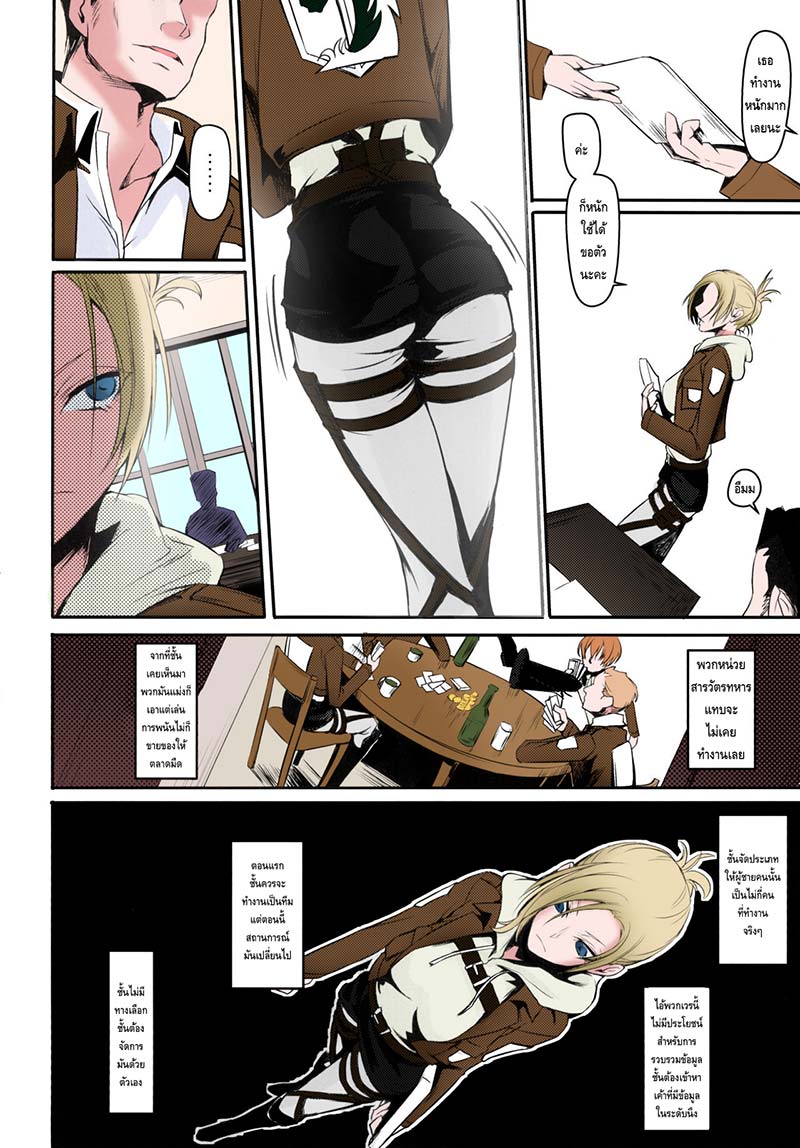 เธอ
ทำงาน
หนักมาก
เลยนะ
ค่ะ
ก็หนัก
ใช้ได้
ขอตัว
นะคะ
อืมม
....
พวกหน่วย
สารวัตรทหาร
แทบจะ
ไม่เคย
ทำงานเลย
จากที่ชั้น
เคยเห็นมา
พวกมันแม่งก็
เอาแต่เล่น
การพนันไม่ก็
ขายของให้
ตลาดมืด
ชั้นจัดประเภท
ให้ผู้ชายคนนั้น
เป็นไม่กี่คน
ที่ทำงาน
จริงๆ
ไอ้พวกเวรนี้
ไม่มีประโยชน์
สำหรับการ
รวบรวมข้อมูล
ชั้นต้องเข้าหา
เค้าที่มีข้อมูล
ในระดับนึง
ตอนแรก
ชั้นควรจะ
ทำงานเป็นทีม
แต่ตอนนี้
สถานการณ์
มันเปลี่ยนไป
ชั้นไม่มี
ทางเลือก
ชั้นต้อง
จัดการ
มันด้วย
ตัวเอง